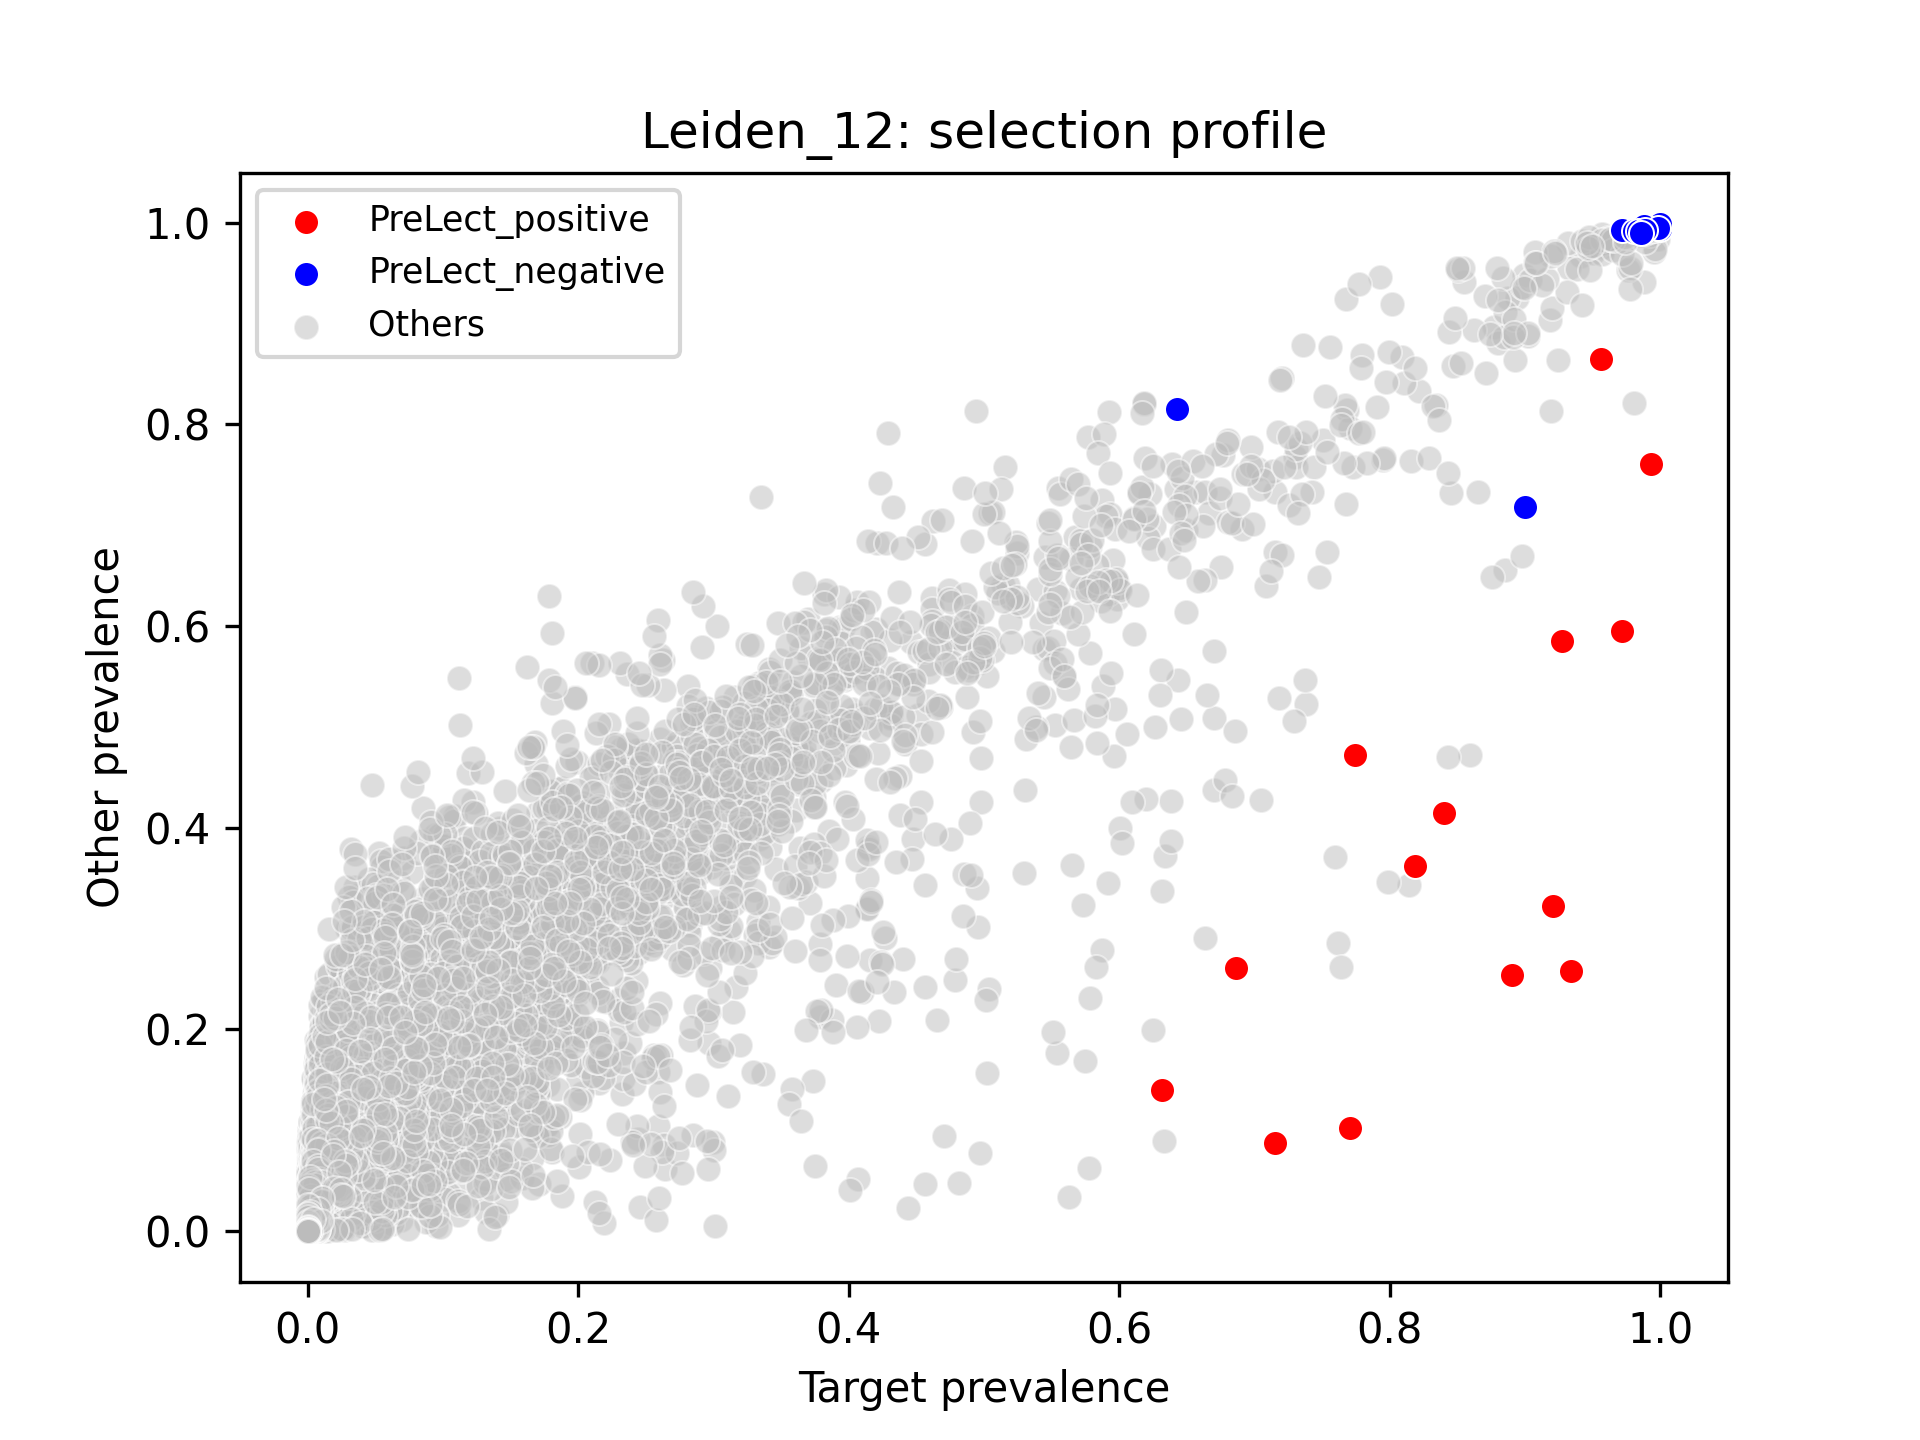 Leiden_12: selection profile
PreLect_positive
PreLect_negative
Others
1.0
0.8
0.6
0.4
0.2
0.0
Other prevalence
0.0 0.2 0.4 0.6 0.8 1.0
Target prevalence